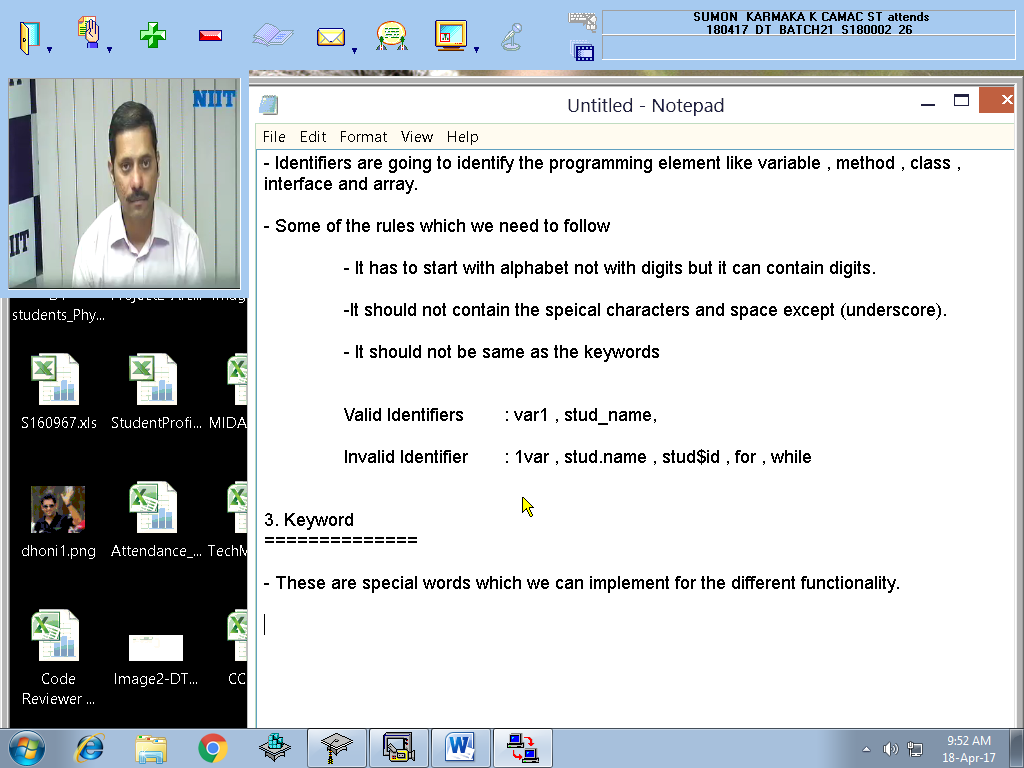 SUMON KARMAKA K CAMAC ST attends
180417 DT BATCH21 S180002 26
NIIT
IIT
Untitled - Notepad
File Edit Format View Help
- Identifiers are going to identify the programming element like variable , method , class ,
interface and array.
- Some of the rules which we need to follow
- It has to start with alphabet not with digits but it can contain digits.
-It should not contain the speical characters and space except (underscore).
- It should not be same as the keywords
Valid Identifiers : var1 , stud_name,
Invalid Identifier : 1var , stud.name , stud$id , for , while
3. Keyword
==============
- These are special words which we can implement for the different functionality.
students_Phy...
S160967.xls StudentProfi... MIDA
dhoni1.png Attendance_... TechM
Code
Reviewer ... Image2-DT... CC
9:52 AM
18-Apr-17